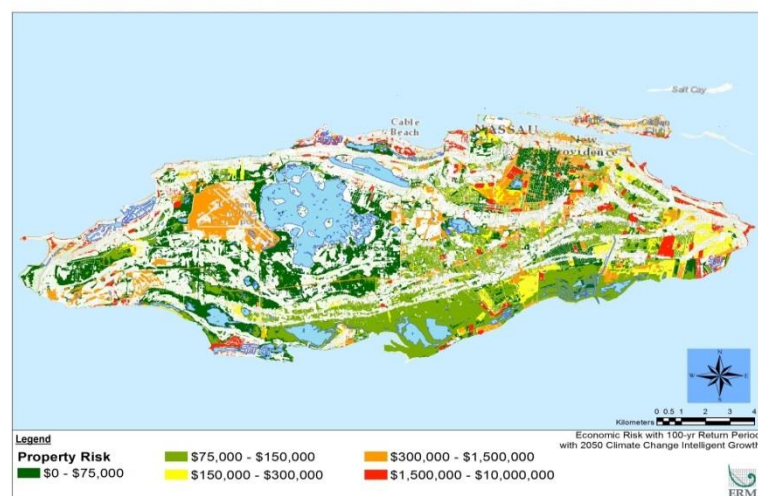 Salt Cay
Cable
Beach
NASSAU
New
Providence
N
W E
S
0 0.5 1 2 3 4
Kilometers
Economic Risk with 100-yr Return Period
with 2050 Climate Change Intelligent Growth
Legend
Property Risk
$0 - $75,000
$75,000 - $150,000
$150,000 - $300,000
$300,000 - $1,500,000
$1,500,000 - $10,000,000
ERM